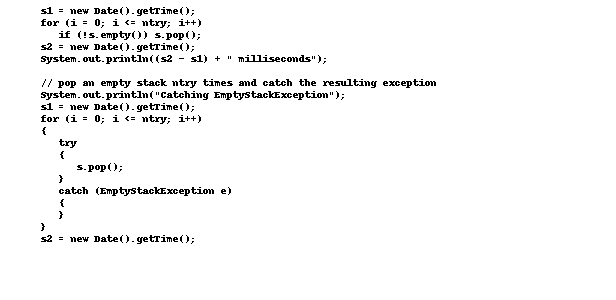 s1 = new Date().getTime();
for (i = 0; i <= ntry; i++)
if (!s.empty()) s.pop();
s2 = new Date().getTime();
System.out.println((s2 - s1) + " milliseconds");
// pop an empty stack ntry times and catch the resulting exception
System.out.println("Catching EmptyStackException");
s1 = new Date().getTime();
for (i = 0; i <= ntry; i++)
{
try
{
s.pop();
}
catch (EmptyStackException e)
{
}
}
s2 = new Date().getTime();